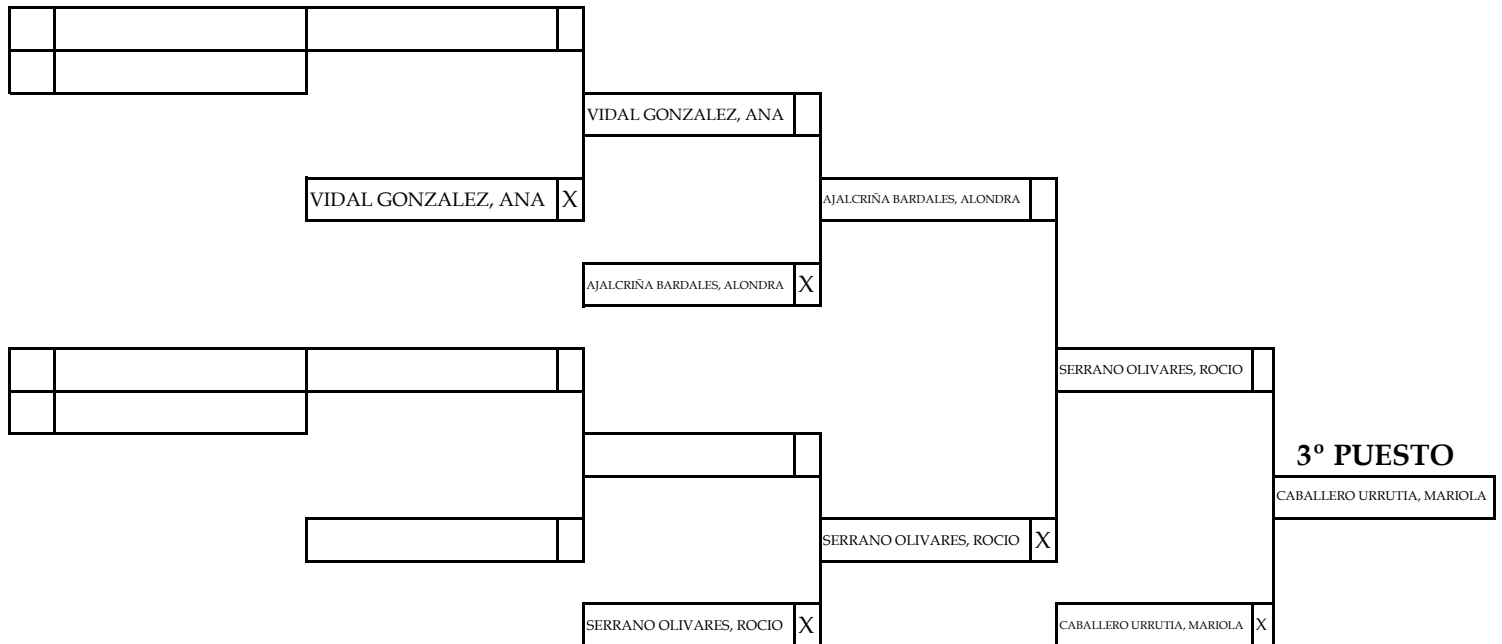 VIDAL GONZALEZ, ANA
VIDAL GONZALEZ, ANA X
AJALCRIÑA BARDALES, ALONDRA
AJALCRIÑA BARDALES, ALONDRA X
SERRANO OLIVARES, ROCIO
3º PUESTO
CABALLERO URRUTIA, MARIOLA
SERRANO OLIVARES, ROCIO X
SERRANO OLIVARES, ROCIO X
CABALLERO URRUTIA, MARIOLA X